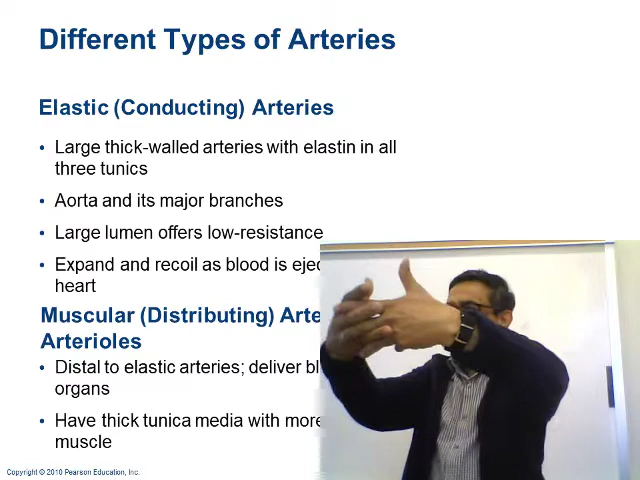 Different Types of Arteries
Elastic (Conducting) Arteries
• Large thick-walled arteries with elastin in all
three tunics
• Aorta and its major branches
• Large lumen offers low-resistance
• Expand and recoil as blood is
heart
Muscular (Distributing)
Arterioles
• Distal to elastic arteries; deliver
organs
• Have thick tunica media with more
muscle
Copyright © 2010 Pearson Education, Inc.